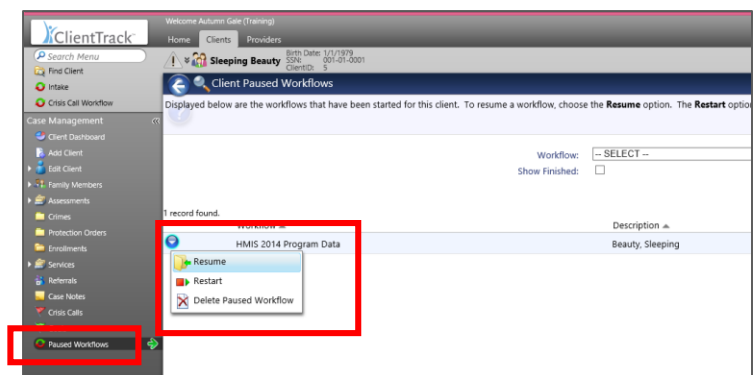 ClientTrack
Welcome Autumn Gale (Training)
Home Clients Providers
Search Menu
Find Client
Intake
Crisis Call Workflow
Case Management
Client Dashboard
Add Client
Edit Client
Family Members
Assessments
Crimes
Protection Orders
Enrollments
Services
Referrals
Case Notes
Crisis Calls
Paused Workflows
Sleeping Beauty
Birth Date: 1/1/1979
SSN: 001-01-0001
ClientID: 5
Client Paused Workflows
Displayed below are the workflows that have been started for this client. To resume a workflow, choose the Resume option. The Restart optio
Workflow: -- SELECT --
Show Finished:
1 record found.
Workflow Description
HMIS 2014 Program Data Beauty, Sleeping
Resume
Restart
Delete Paused Workflow